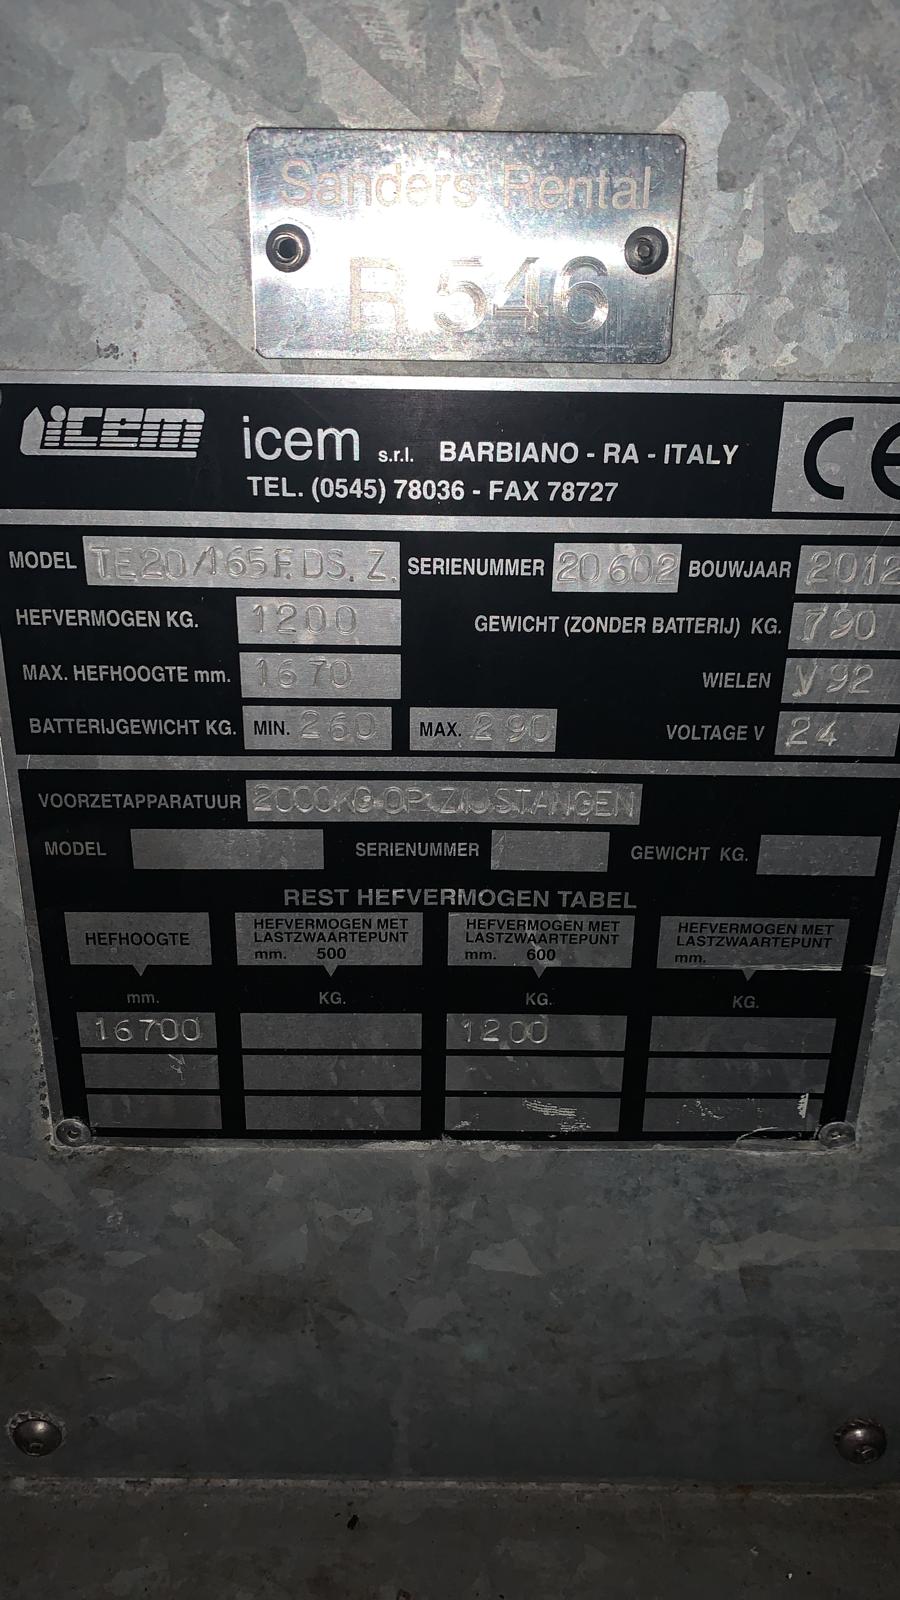 Sanders Rental
R 546
icem icem s.r.l. BARBIANO - RA - ITALY CE
TEL. (0545) 78036 - FAX 78727
MODEL TE20/165F.DS.Z. SERIENUMMER 20602 BOUWJAAR 2012
HEFVERMOGEN KG. 1200 GEWICHT (ZONDER BATTERIJ) KG. 790
MAX. HEFHOOGTE mm. 1670 WIELEN V92
BATTERIJGEWICHT KG. MIN. 260 MAX. 290 VOLTAGE V 24
VOORZETAPPARATUUR 2000KG OP ZIJSTANGEN
MODEL SERIENUMMER GEWICHT KG.
REST HEFVERMOGEN TABEL
HEFHOOGTE
mm.
HEFVERMOGEN MET
LASTZWAARTEPUNT
mm. 500
KG.
HEFVERMOGEN MET
LASTZWAARTEPUNT
mm. 600
KG.
HEFVERMOGEN MET
LASTZWAARTEPUNT
mm.
KG.
16700 1200